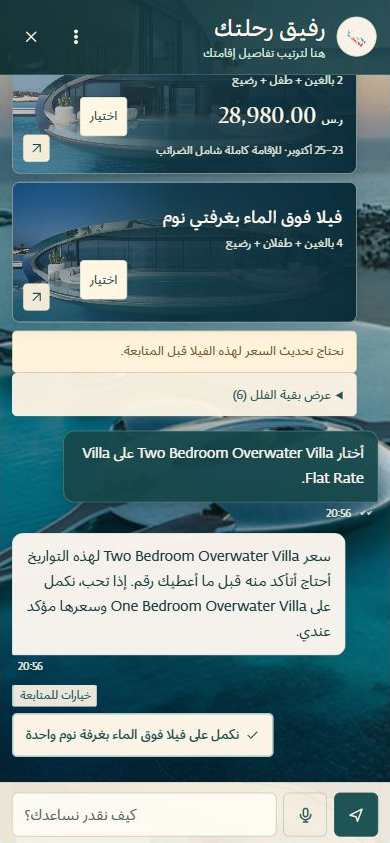 رفيق رحلتك
هنا لترتيب تفاصيل إقامتك
2 بالغين + طفل + رضيع
ر.س 28,980.00
اختيار
23–25 أكتوبر · للإقامة كاملة شامل الضرائب
فيلا فوق الماء بغرفتي نوم
4 بالغين + طفلان + رضيع
اختيار
نحتاج تحديث السعر لهذه الفيلا قبل المتابعة.
◀ عرض بقية الفلل (6)
أختار Two Bedroom Overwater Villa على Villa
Flat Rate.
20:56
سعر Two Bedroom Overwater Villa لهذه التواريخ
أحتاج أتأكد منه قبل ما أعطيك رقم. إذا تحب، نكمل
على One Bedroom Overwater Villa وسعرها مؤكد
عندي.
20:56
خيارات للمتابعة
نكمل على فيلا فوق الماء بغرفة نوم واحدة
كيف نقدر نساعدك؟